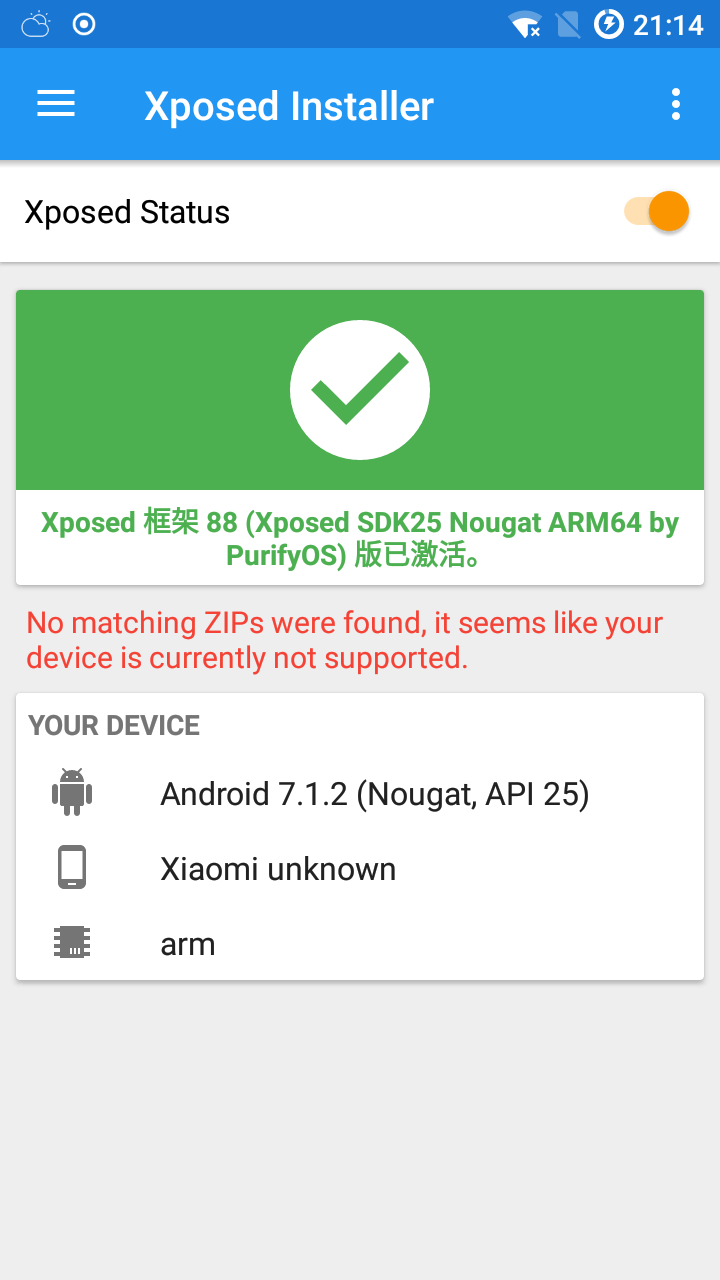 21:14
Xposed Installer
Xposed Status
Xposed 框架 88 (Xposed SDK25 Nougat ARM64 by
PurifyOS) 版已激活。
No matching ZIPs were found, it seems like your
device is currently not supported.
YOUR DEVICE
Android 7.1.2 (Nougat, API 25)
Xiaomi unknown
arm